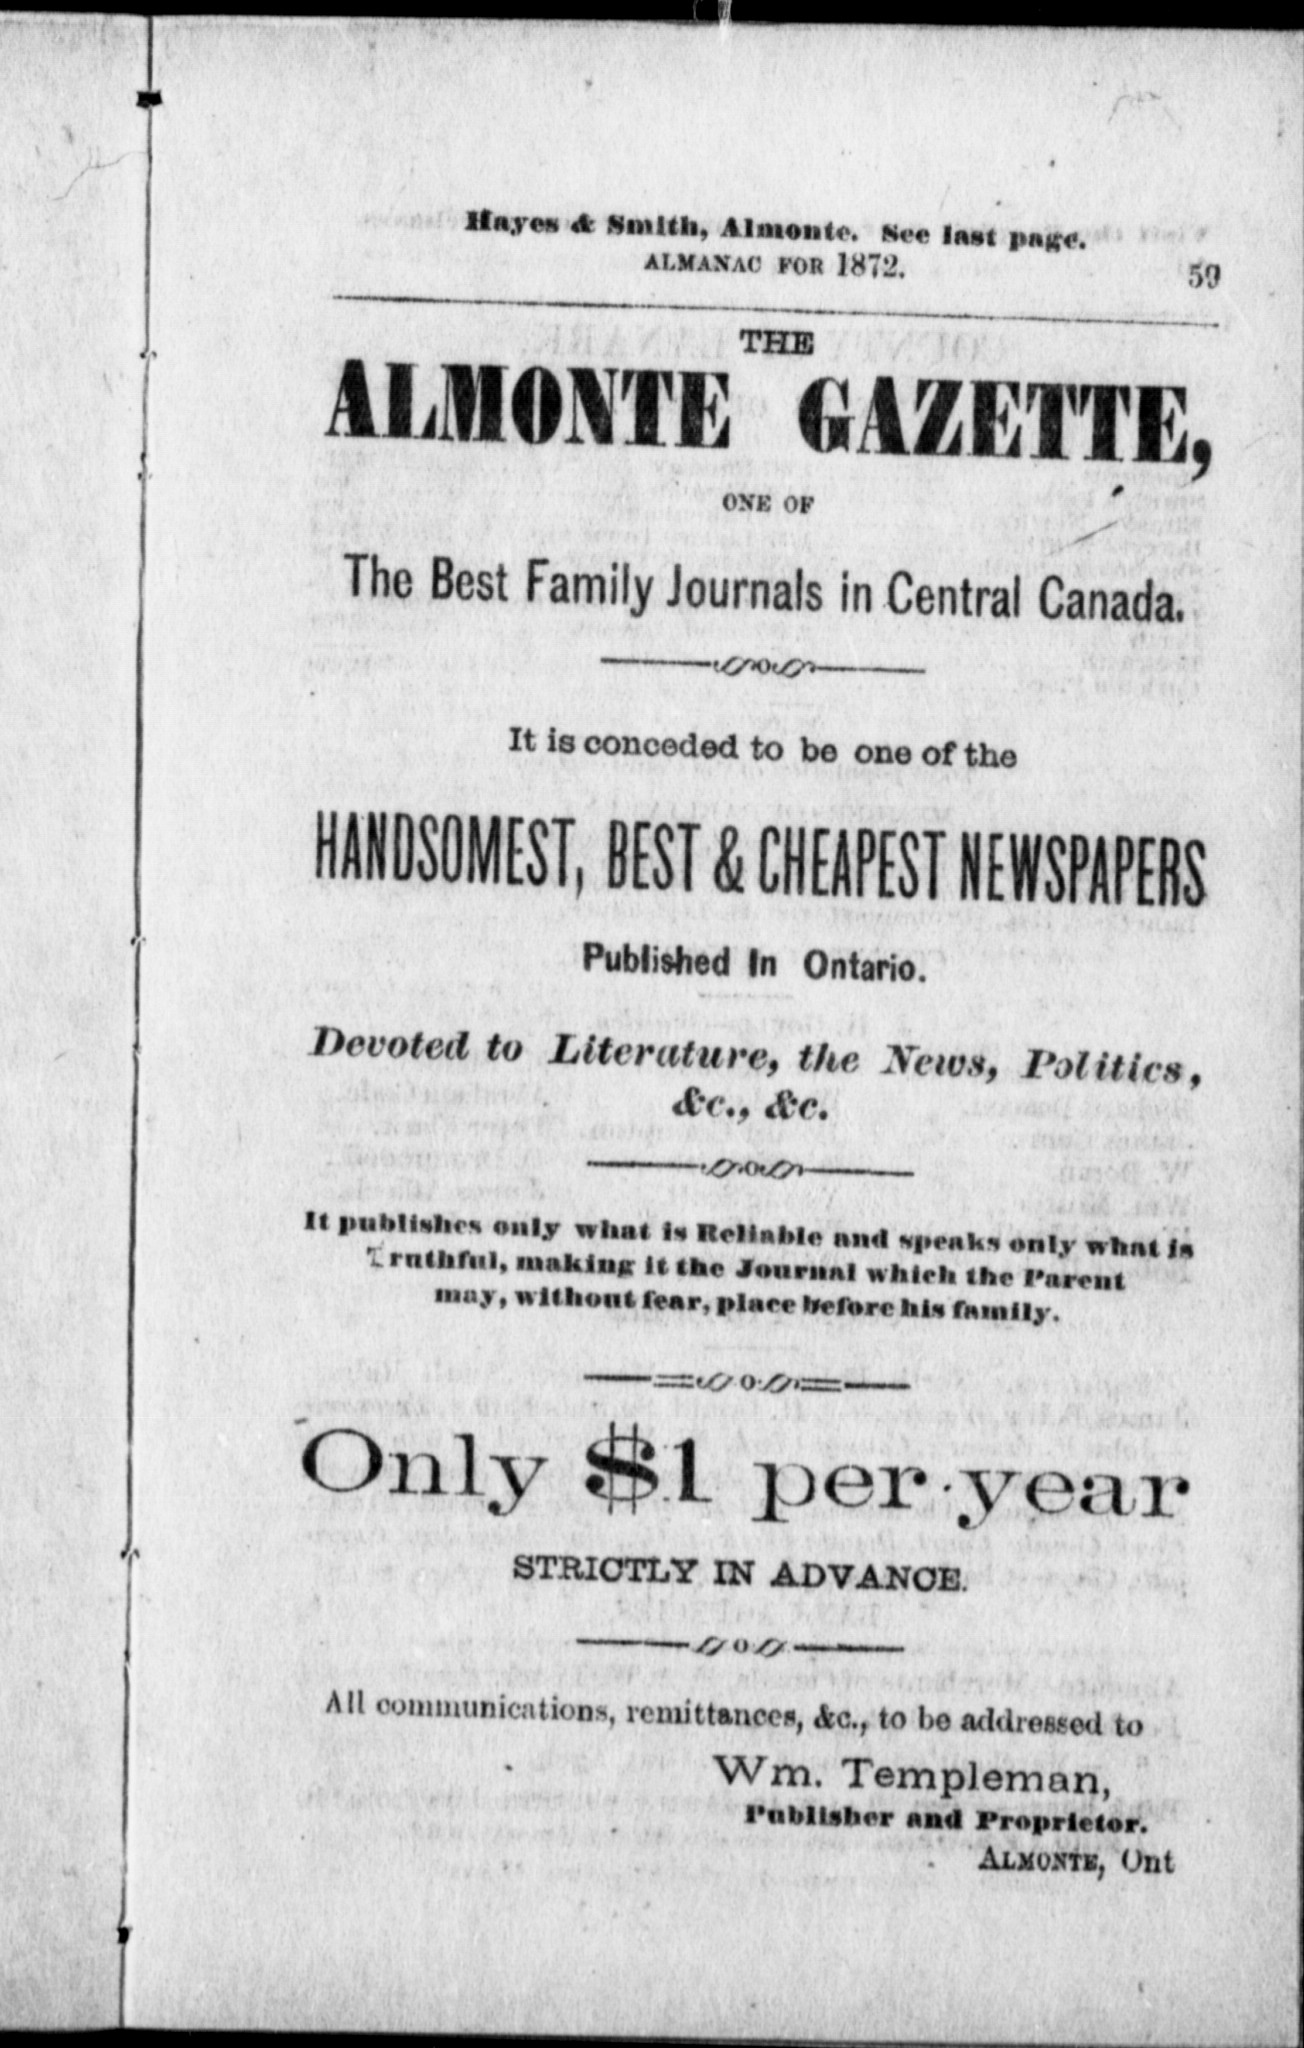 Hayes & Smith, Almonte. See last page.
ALMANAC FOR 1872. 59
THE
ALMONTE GAZETTE,
ONE OF
The Best Family Journals in Central Canada.
It is conceded to be one of the
HANDSOMEST, BEST & CHEAPEST NEWSPAPERS
Published In Ontario.
Devoted to Literature, the News, Politics,
&c., &c.
It publishes only what is Reliable and speaks only what is
Truthful, making it the Journal which the Parent
may, without fear, place before his family.
Only $1 per year
STRICTLY IN ADVANCE.
All communications, remittances, &c., to be addressed to
Wm. Templeman,
Publisher and Proprietor.
ALMONTE, Ont